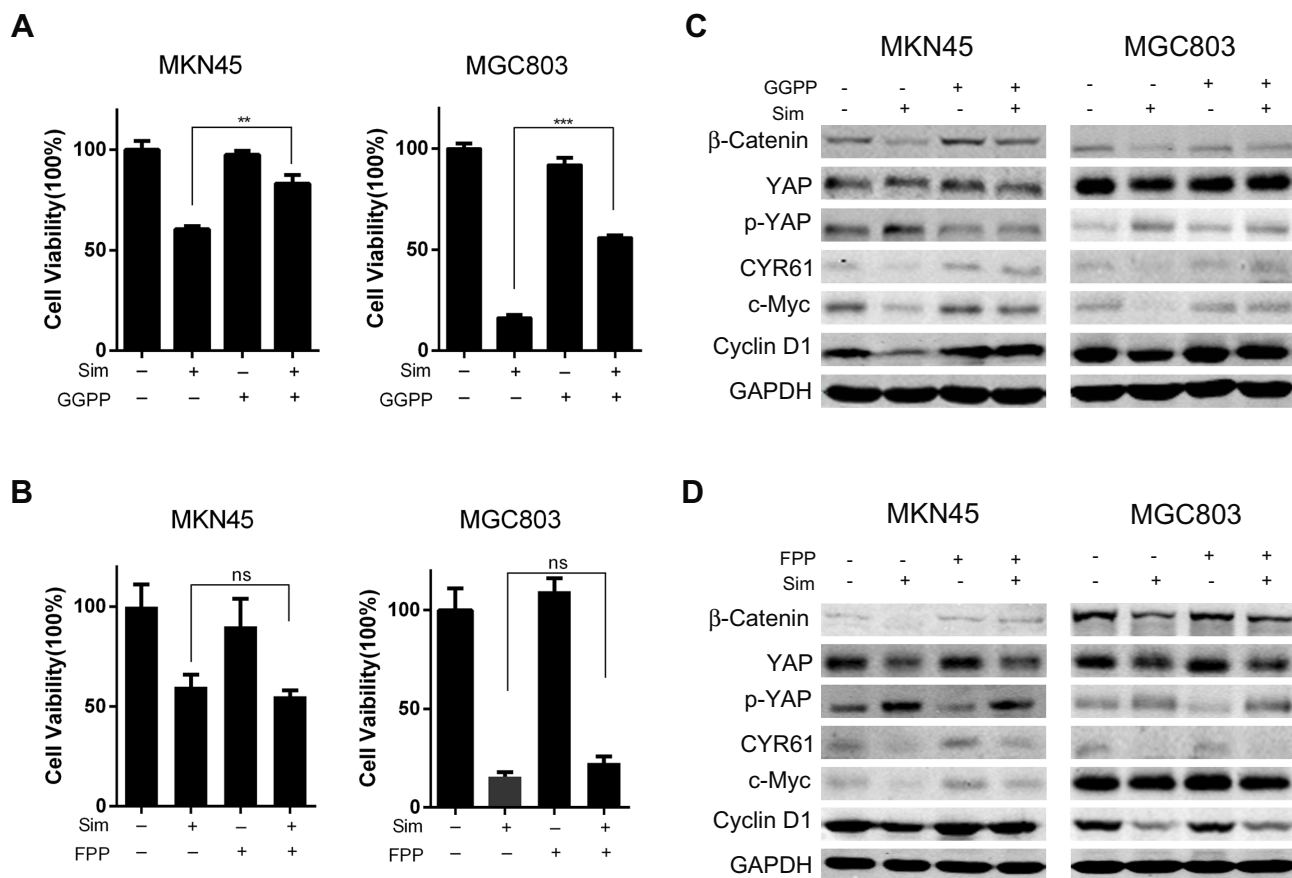 A
MKN45
MGC803
Cell Viability(100%)
100
50
0
**
Sim – + – +
GGPP – – + +
Cell Viability(100%)
100
50
0
***
Sim – + – +
GGPP – – + +
B
MKN45
MGC803
Cell Vaibility(100%)
100
50
0
ns
Sim – + – +
FPP – – + +
Cell Vaibility(100%)
100
50
0
ns
Sim – + – +
FPP – – + +
C
MKN45
MGC803
GGPP - - + + - - + +
Sim - + - + - + - +
β-Catenin
YAP
p-YAP
CYR61
c-Myc
Cyclin D1
GAPDH
D
MKN45
MGC803
FPP - - + + - - + +
Sim - + - + - + - +
β-Catenin
YAP
p-YAP
CYR61
c-Myc
Cyclin D1
GAPDH